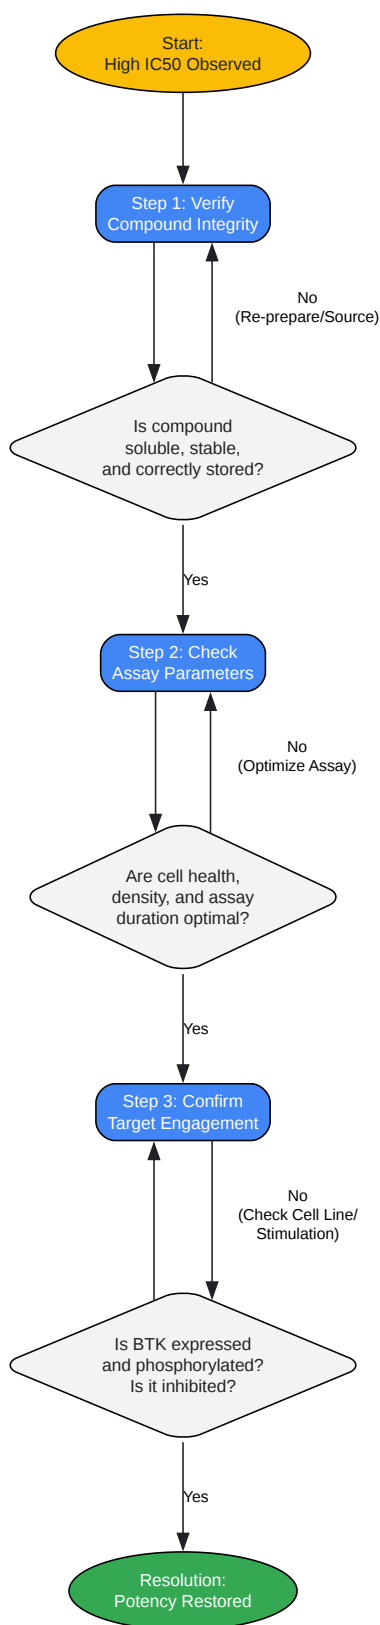 Start:
High IC50 Observed
Step 1: Verify
Compound Integrity
No
(Re-prepare/Source)
Is compound
soluble, stable,
and correctly stored?
Yes
Step 2: Check
Assay Parameters
No
(Optimize Assay)
Are cell health,
density, and assay
duration optimal?
Yes
Step 3: Confirm
Target Engagement
No
(Check Cell Line/
Stimulation)
Is BTK expressed
and phosphorylated?
Is it inhibited?
Yes
Resolution:
Potency Restored